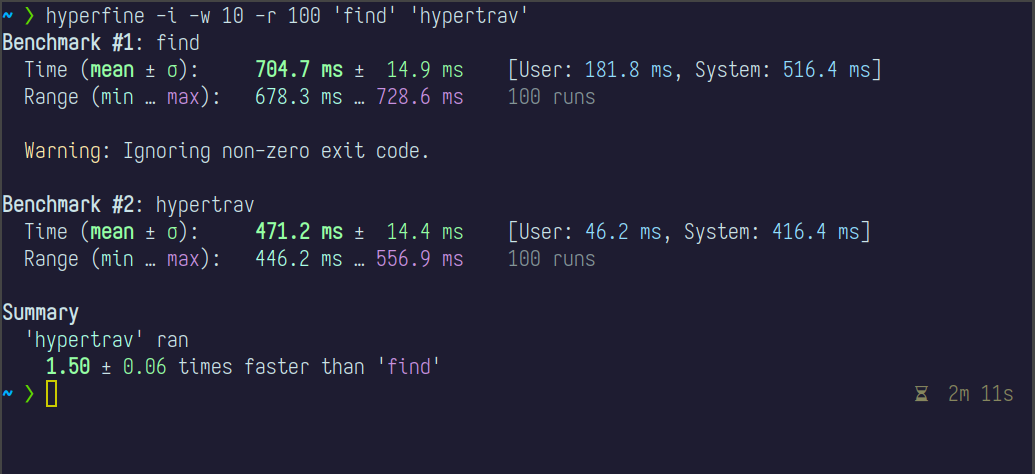 ~ ❯ hyperfine -i -w 10 -r 100 'find' 'hypertrav'
Benchmark #1: find
  Time (mean ± σ):     704.7 ms ±  14.9 ms    [User: 181.8 ms, System: 516.4 ms]
  Range (min … max):   678.3 ms … 728.6 ms    100 runs

  Warning: Ignoring non-zero exit code.

Benchmark #2: hypertrav
  Time (mean ± σ):     471.2 ms ±  14.4 ms    [User: 46.2 ms, System: 416.4 ms]
  Range (min … max):   446.2 ms … 556.9 ms    100 runs

Summary
  'hypertrav' ran
    1.50 ± 0.06 times faster than 'find'
~ ❯ ⌛ 2m 11s